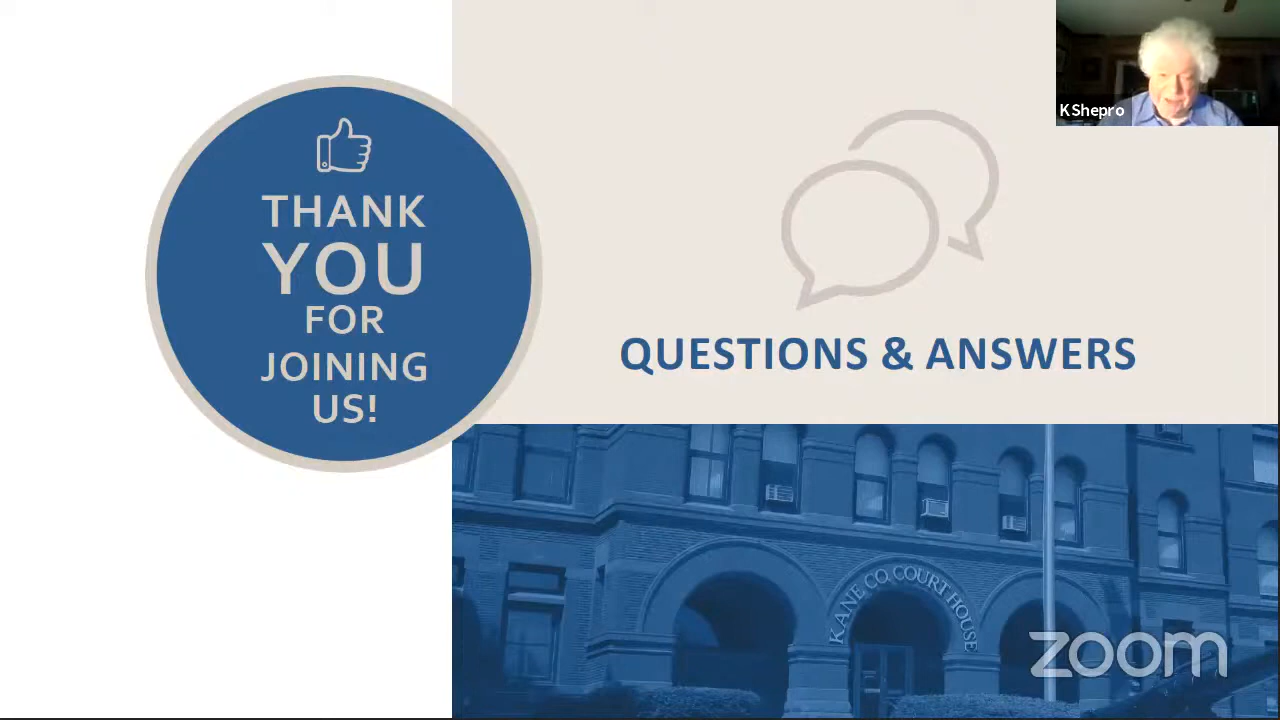 K Shepro
THANK
YOU
FOR
JOINING
US!
QUESTIONS & ANSWERS
KANE CO. COURT HOUSE
zoom